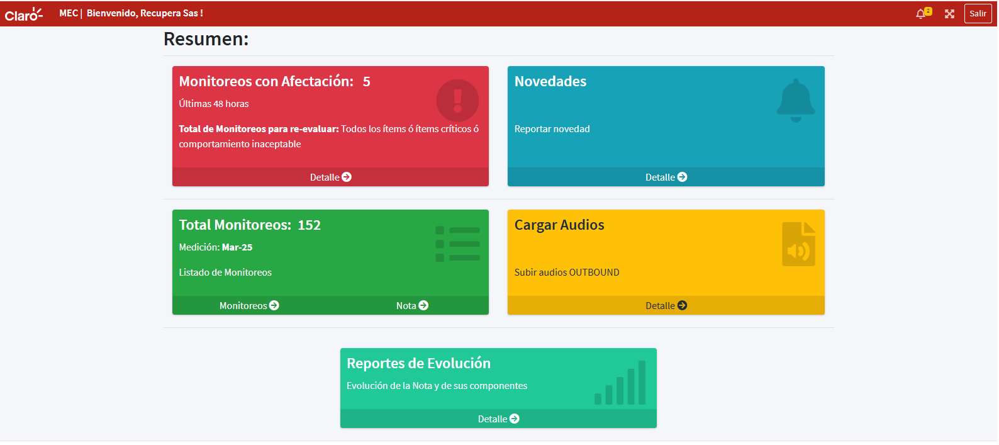 Claro
MEC | Bienvenido, Recupera Sas !
2
Salir
Resumen:
Monitoreos con Afectación: 5
Últimas 48 horas
Total de Monitoreos para re-evaluar: Todos los ítems ó ítems críticos ó
comportamiento inaceptable
Detalle
Novedades
Reportar novedad
Detalle
Total Monitoreos: 152
Medición: Mar-25
Listado de Monitoreos
Monitoreos
Nota
Cargar Audios
Subir audios OUTBOUND
Detalle
Reportes de Evolución
Evolución de la Nota y de sus componentes
Detalle